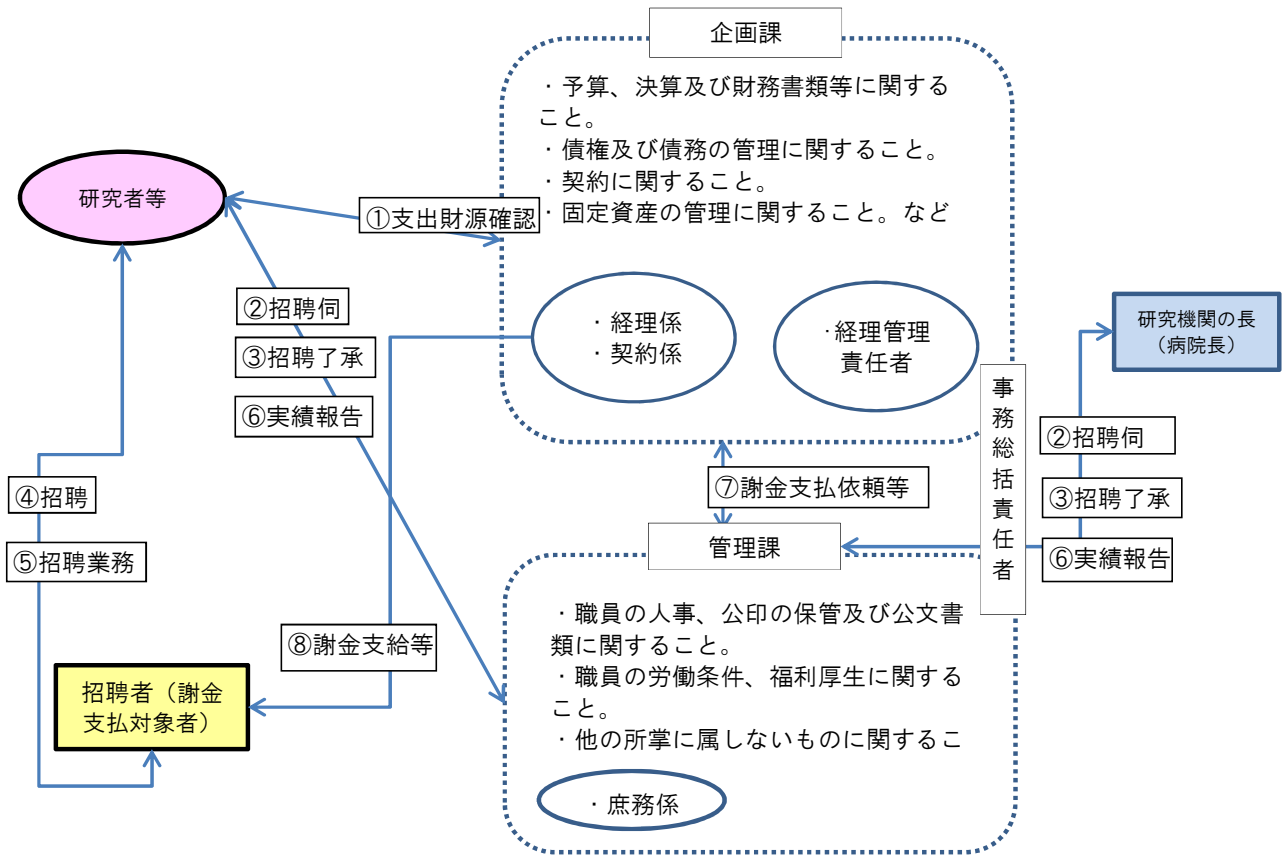 企画課
・予算、決算及び財務書類等に関する
こと。
・債権及び債務の管理に関すること。
・契約に関すること。
・固定資産の管理に関すること。など
研究者等
①支出財源確認
②招聘伺
③招聘了承
⑥実績報告
・経理係
・契約係
・経理管理
責任者
研究機関の長
（病院長）
事務総括責任者
②招聘伺
③招聘了承
⑥実績報告
④招聘
⑤招聘業務
⑦謝金支払依頼等
管理課
・職員の人事、公印の保管及び公文書
類に関すること。
・職員の労働条件、福利厚生に関する
こと。
・他の所掌に属しないものに関するこ
⑧謝金支給等
招聘者（謝金
支払対象者）
・庶務係